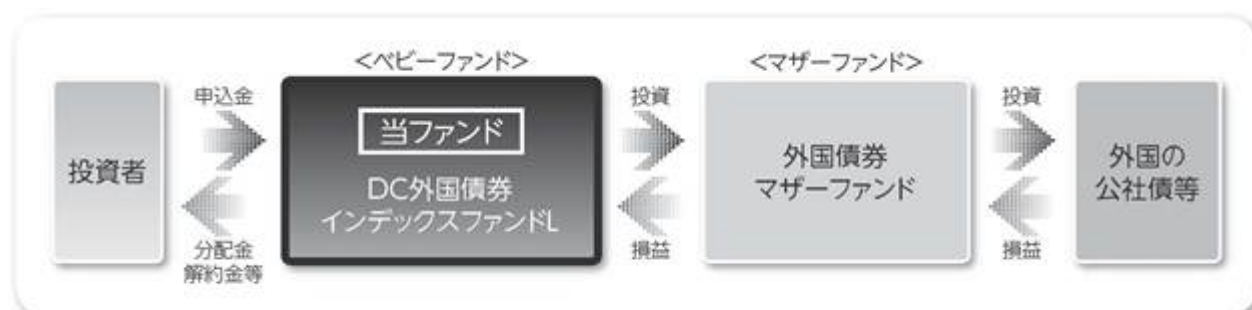 <ベビーファンド>
<マザーファンド>
投資者
申込金
分配金
解約金等
当ファンド
DC外国債券
インデックスファンドL
投資
損益
外国債券
マザーファンド
投資
損益
外国の
公社債等